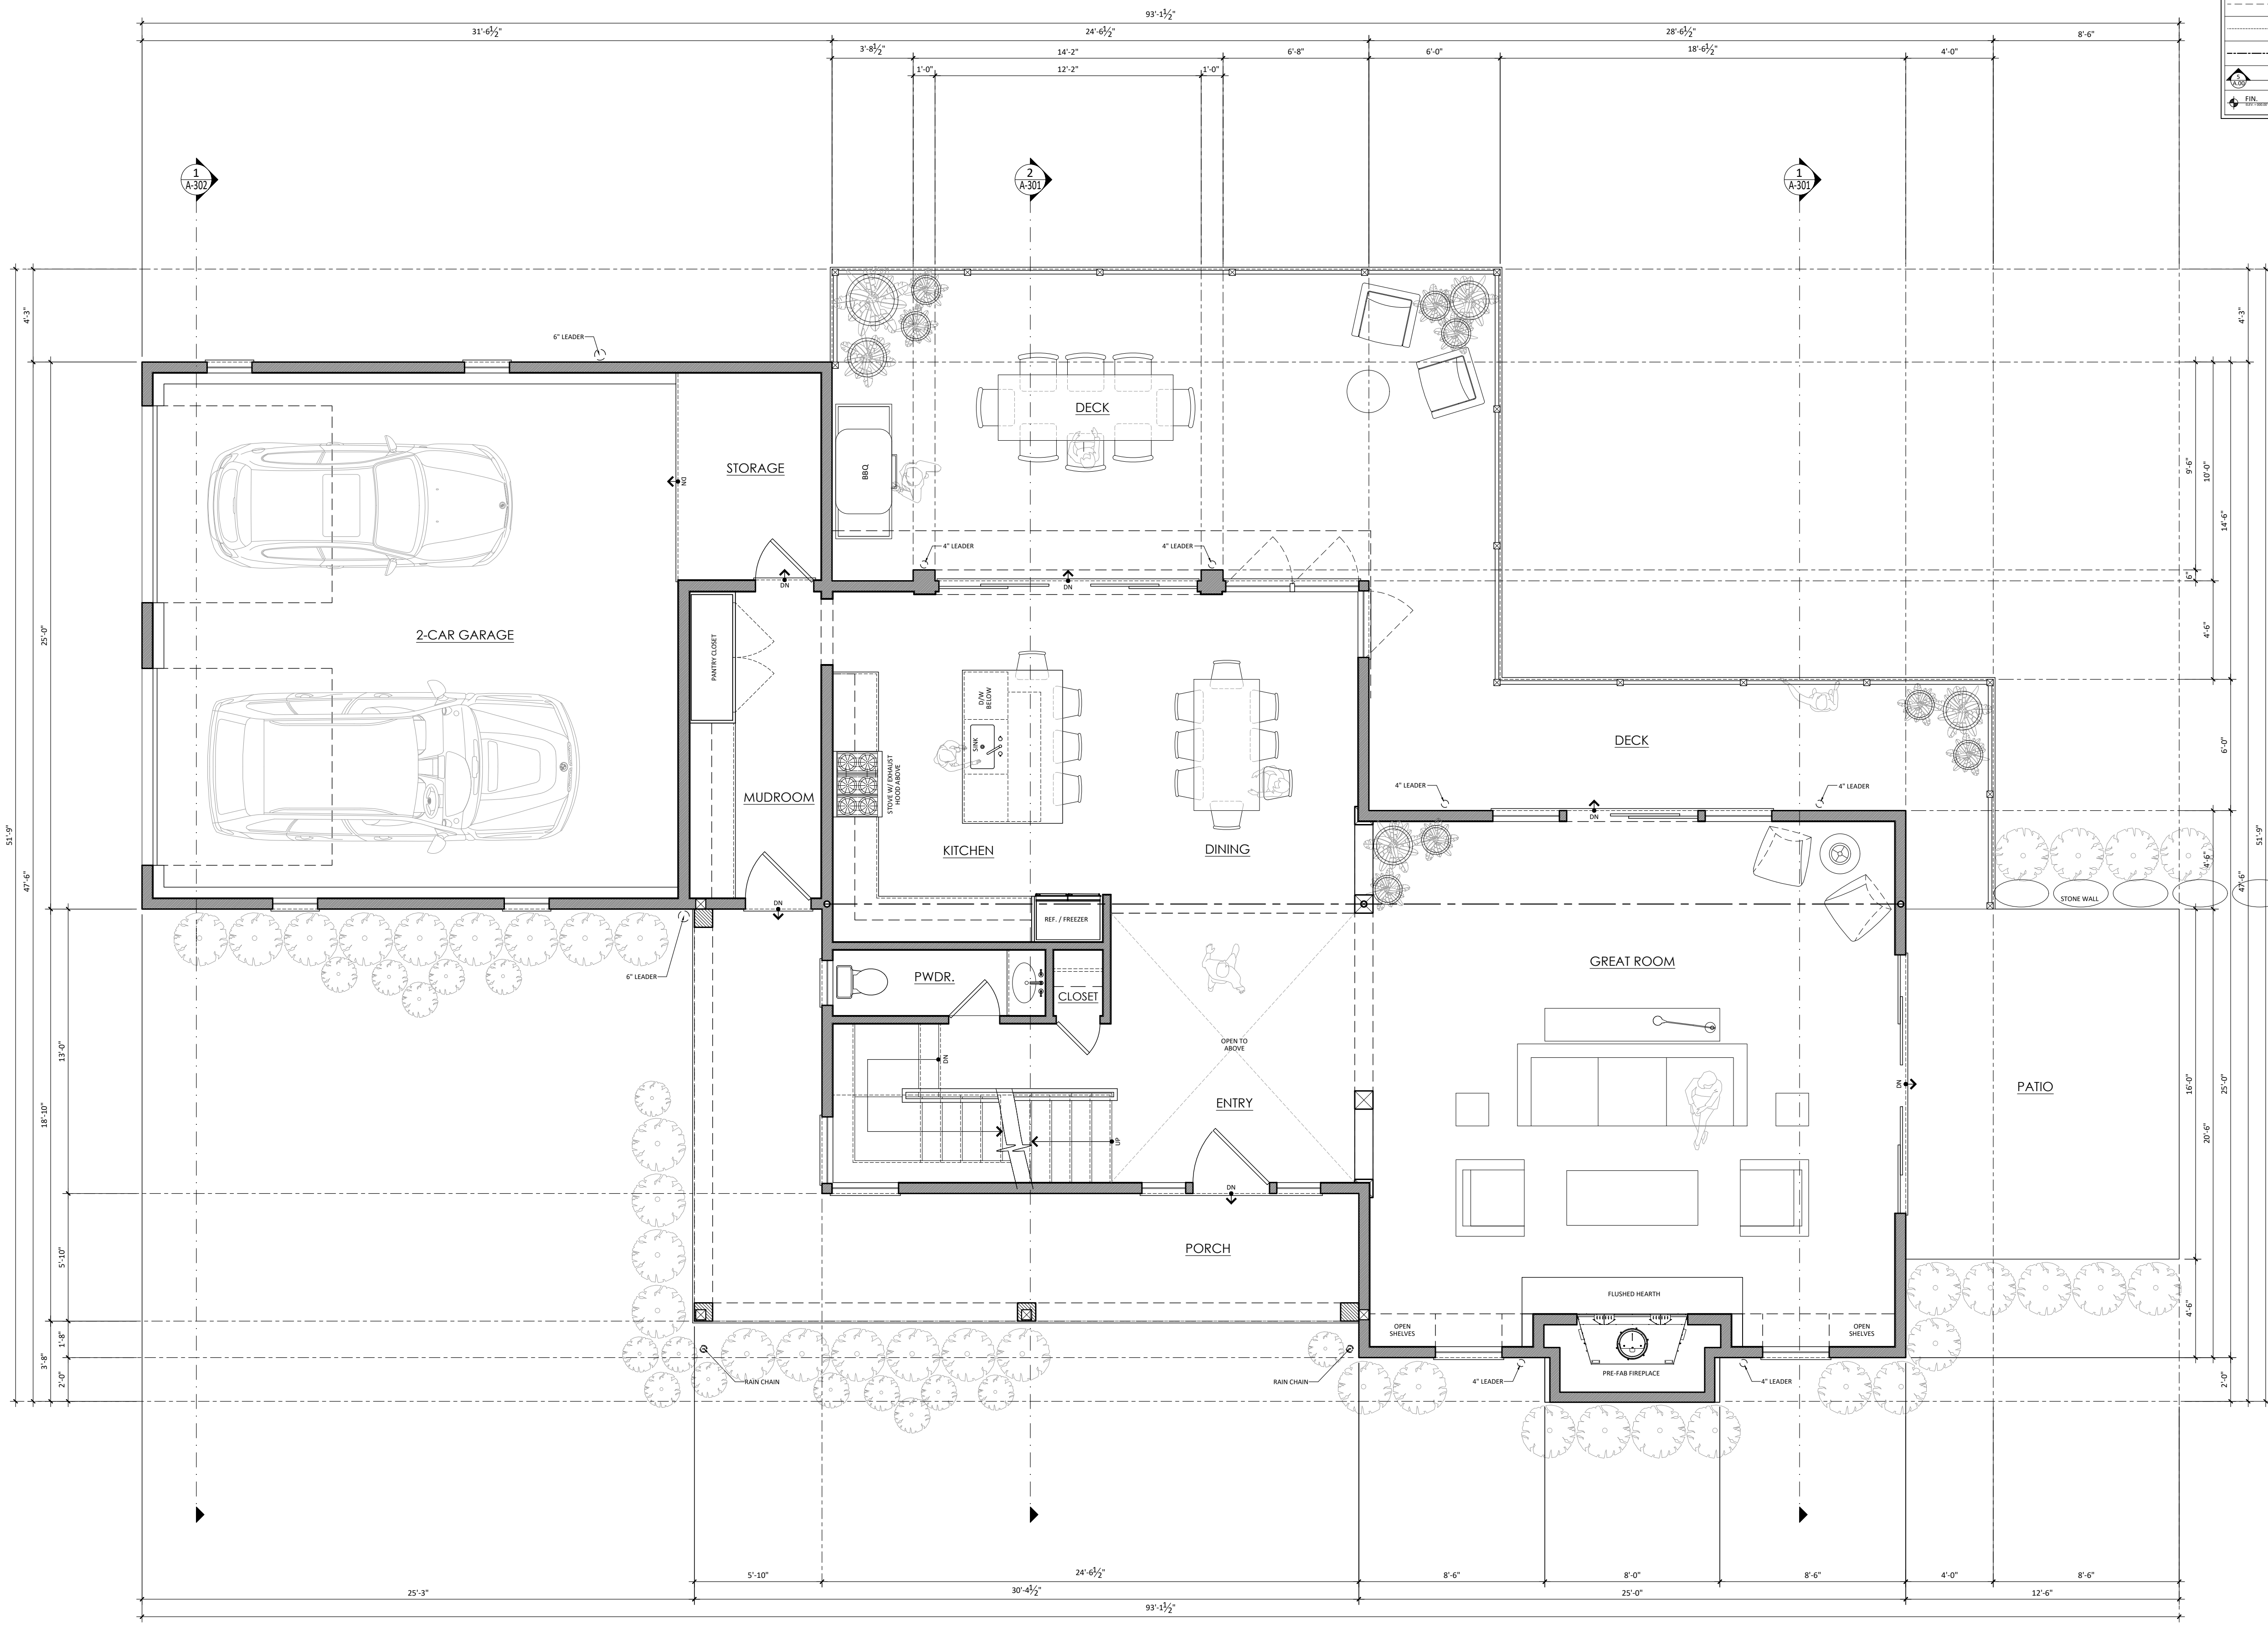 93'-1½"
31'-6½"
24'-6½"
28'-6½"
8'-6"
3'-8½"
14'-2"
6'-8"
6'-0"
18'-6½"
4'-0"
1'-0"
12'-2"
1'-0"
5
A.00
FIN.
1
A-302
2
A-301
1
A-301
4'-3"
4'-3"
6" LEADER
DECK
STORAGE
BBQ
DN
9'-6"
10'-0"
14'-6"
4" LEADER
4" LEADER
DN
DN
6"
25'-0"
2-CAR GARAGE
PANTRY CLOSET
4'-6"
D/W
BELOW
SINK
DECK
6'-0"
STOVE W/ EXHAUST
HOOD ABOVE
MUDROOM
4" LEADER
4" LEADER
DN
51'-9"
51'-9"
KITCHEN
DINING
4'-6"
47'-6"
47'-6"
STONE WALL
DN
REF. / FREEZER
6" LEADER
PWDR.
CLOSET
GREAT ROOM
13'-0"
OPEN TO
ABOVE
DN
18'-10"
ENTRY
DN
PATIO
16'-0"
25'-0"
20'-6"
UP
DN
5'-10"
PORCH
FLUSHED HEARTH
OPEN
SHELVES
OPEN
SHELVES
4'-6"
1'-8"
3'-8"
2'-0"
RAIN CHAIN
RAIN CHAIN
4" LEADER
PRE-FAB FIREPLACE
4" LEADER
2'-0"
5'-10"
24'-6½"
8'-6"
8'-0"
8'-6"
4'-0"
8'-6"
25'-3"
30'-4½"
25'-0"
12'-6"
93'-1½"